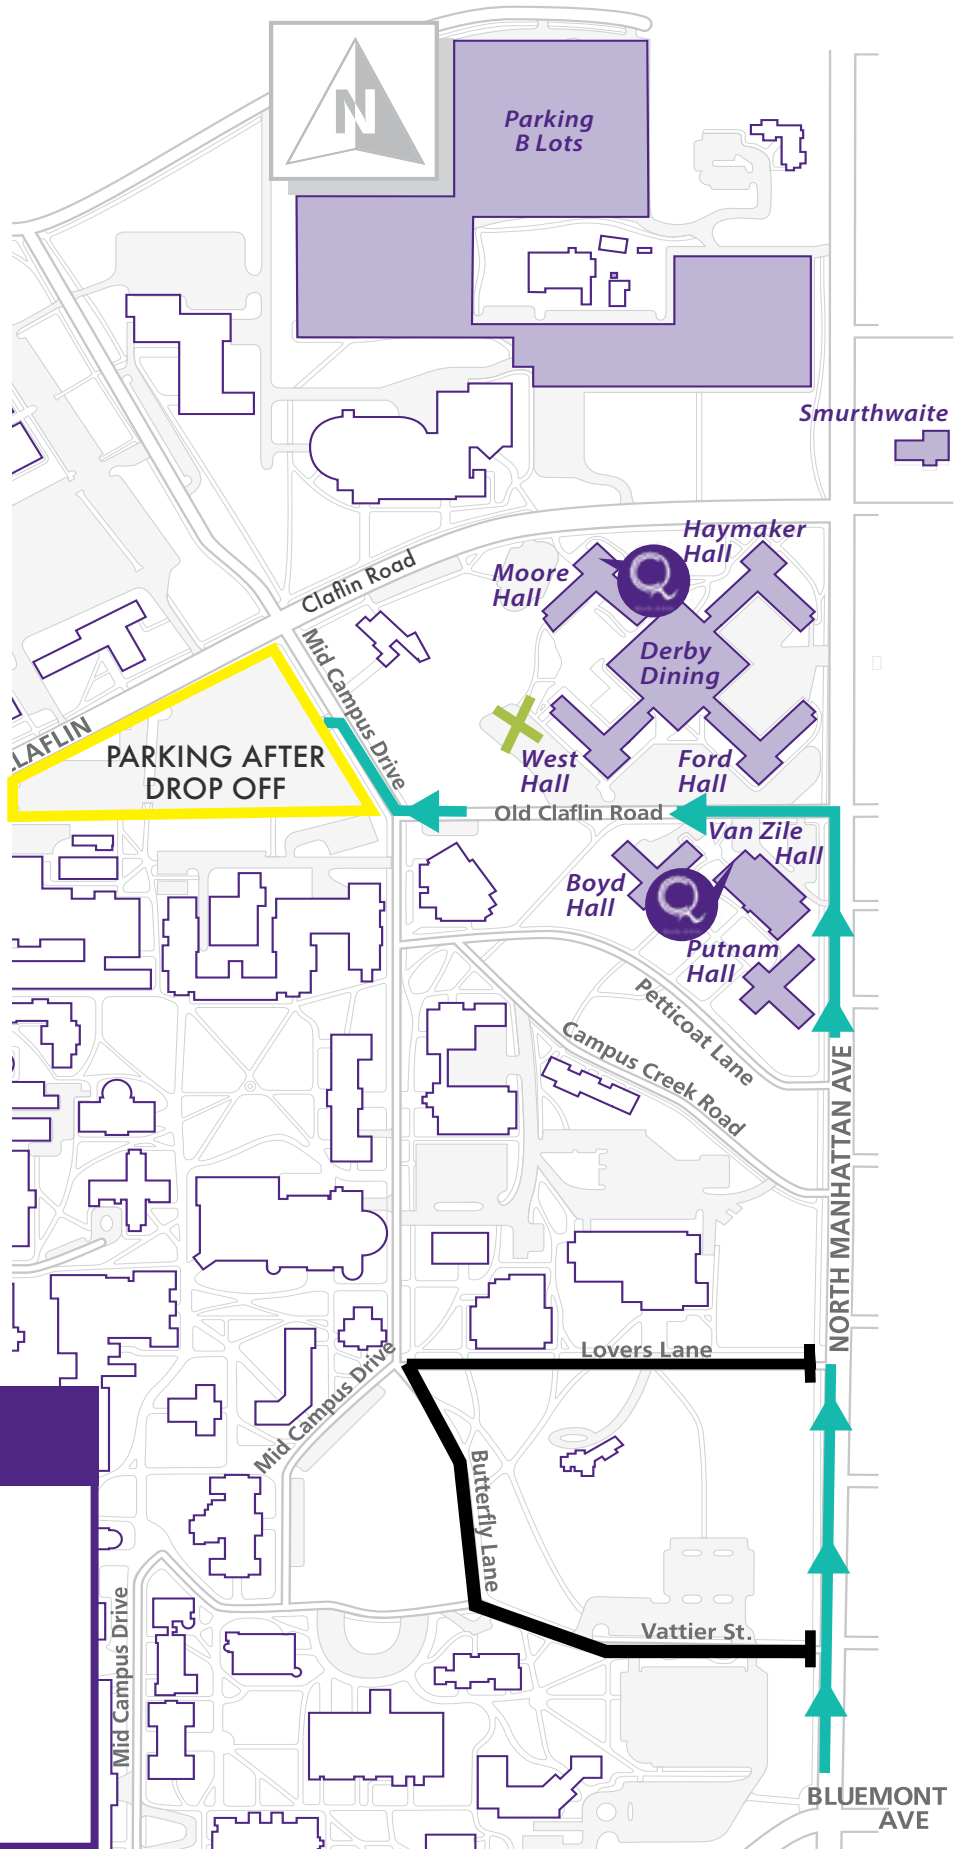 N
Parking
B Lots
Smurthwaite
Haymaker
Hall
Moore
Hall
Q
Claflin Road
Derby
Dining
Mid Campus Drive
CLAFLIN
PARKING AFTER
DROP OFF
West
Hall
Ford
Hall
Old Claflin Road
Van Zile
Hall
Boyd
Hall
Q
Putnam
Hall
Petticoat Lane
Campus Creek Road
NORTH MANHATTAN AVE
Lovers Lane
Mid Campus Drive
Butterfly Lane
Vattier St.
Mid Campus Drive
BLUEMONT
AVE